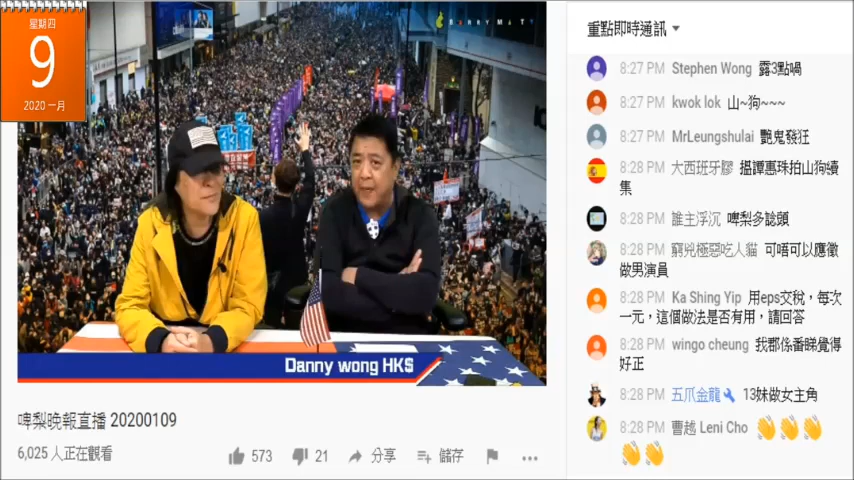 星期四
9
2020 一月
BARRY MA TV
Danny wong HK$
啤梨晚報直播 20200109
6,025 人正在觀看
573
21
分享
儲存
重點即時通訊
8:27 PM Stephen Wong 露3點喎
8:27 PM kwok lok 山~狗~~~
8:27 PM MrLeungshulai 艷鬼發狂
8:28 PM 大西班牙膠 搵譚惠珠拍山狗續
集
8:28 PM 誰主浮沉 啤梨多諗頭
8:28 PM 窮兇極惡吃人貓 可唔可以應徵
做男演員
8:28 PM Ka Shing Yip 用eps交稅，每次
一元，這個做法是否有用，請回答
8:28 PM wingo cheung 我都係番睇覺得
好正
8:28 PM 五爪金龍 13妹做女主角
8:28 PM 曹越 Leni Cho 👏👏👏
👏👏